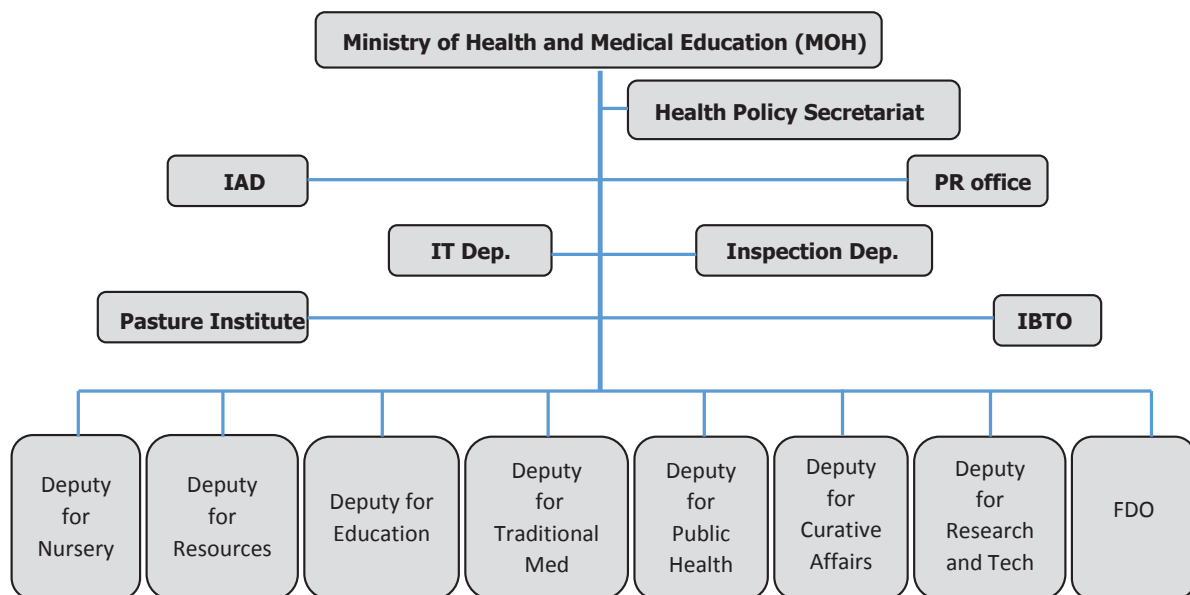 Ministry of Health and Medical Education (MOH)
Health Policy Secretariat
IAD
PR office
IT Dep.
Inspection Dep.
Pasture Institute
IBTO
Deputy
for
Nursery
Deputy
for
Resources
Deputy for
Education
Deputy
for
Traditional
Med
Deputy
for
Public
Health
Deputy
for
Curative
Affairs
Deputy
for
Research
and Tech
FDO